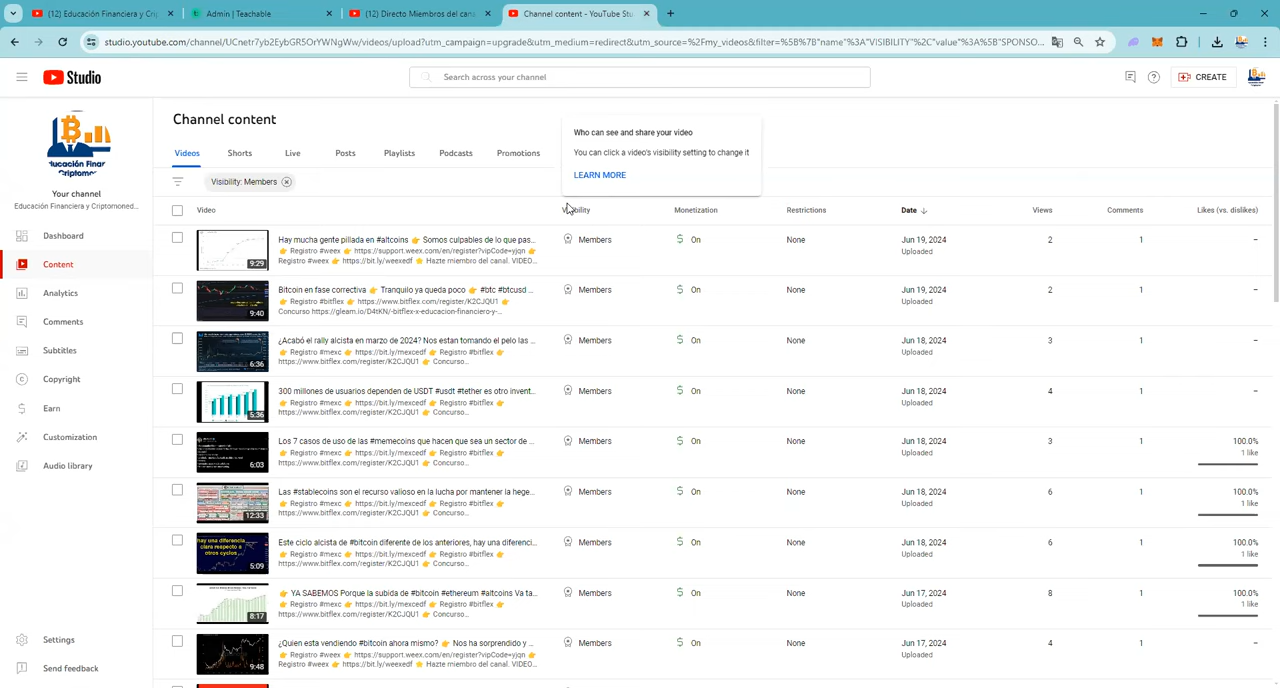 (12) Educación Financiera y Cri
Admin | Teachable
(12) Directo Miembros del cana
Channel content - YouTube Stu
studio.youtube.com/channel/UCnetr7yb2EybGR5OrYWNgWw/videos/upload?utm_campaign=upgrade&utm_medium=redirect&utm_source=%2Fmy_videos&filter=%5B%7B"name"%3A"VISIBILITY"%2C"value"%3A%5B"SPONSO...
Studio
Search across your channel
CREATE
Educación Finan
Criptomon
Your channel
Educación Financiera y Criptomoned...
Dashboard
Content
Analytics
Comments
Subtitles
Copyright
Earn
Customization
Audio library
Settings
Send feedback
Channel content
Videos Shorts Live Posts Playlists Podcasts Promotions
Who can see and share your video
You can click a video's visibility setting to change it
LEARN MORE
Visibility: Members
Video Visibility Monetization Restrictions Date Views Comments Likes (vs. dislikes)
9:29 Hay mucha gente pillada en #altcoins 👉 Somos culpables de lo que pas... Members On None Jun 19, 2024 2 1 –
👉 Registro #weex 👉 https://support.weex.com/en/register?vipCode=yjqn 👉 Uploaded
Registro #weex 👉 https://bit.ly/weexedf 👉 Hazte miembro del canal. VIDEO...
9:40 Bitcoin en fase correctiva 👉 Tranquilo ya queda poco 👉 #btc #btcusd ... Members On None Jun 19, 2024 2 1 –
👉 Registro #bitflex 👉 https://www.bitflex.com/register/K2CJQU1 👉 Uploaded
Concurso https://gleam.io/D4tKN/-bitflex-x-educacion-financiero-y-...
6:36 ¿Acabó el rally alcista en marzo de 2024? Nos estan tomando el pelo las ... Members On None Jun 18, 2024 3 1 –
👉 Registro #mexc 👉 https://bit.ly/mexcedf 👉 Registro #bitflex 👉 Uploaded
https://www.bitflex.com/register/K2CJQU1 👉 Concurso...
5:36 300 millones de usuarios dependen de USDT #usdt #tether es otro invent... Members On None Jun 18, 2024 4 1 –
👉 Registro #mexc 👉 https://bit.ly/mexcedf 👉 Registro #bitflex 👉 Uploaded
https://www.bitflex.com/register/K2CJQU1 👉 Concurso...
6:03 Los 7 casos de uso de las #memecoins que hacen que sea un sector de ... Members On None Jun 18, 2024 3 1 100.0%
👉 Registro #mexc 👉 https://bit.ly/mexcedf 👉 Registro #bitflex 👉 Uploaded 1 like
https://www.bitflex.com/register/K2CJQU1 👉 Concurso...
12:33 Las #stablecoins son el recurso valioso en la lucha por mantener la hege... Members On None Jun 18, 2024 6 1 100.0%
👉 Registro #mexc 👉 https://bit.ly/mexcedf 👉 Registro #bitflex 👉 Uploaded 1 like
https://www.bitflex.com/register/K2CJQU1 👉 Concurso...
hay una diferencia
clara respecto a
otros ciclos
5:09 Este ciclo alcista de #bitcoin diferente de los anteriores, hay una diferenci... Members On None Jun 18, 2024 6 1 100.0%
👉 Registro #mexc 👉 https://bit.ly/mexcedf 👉 Registro #bitflex 👉 Uploaded 1 like
https://www.bitflex.com/register/K2CJQU1 👉 Concurso...
8:17 👉 YA SABEMOS Porque la subida de #bitcoin #ethereum #altcoins Va ta... Members On None Jun 17, 2024 8 1 100.0%
👉 Registro #mexc 👉 https://bit.ly/mexcedf 👉 Registro #bitflex 👉 Uploaded 1 like
https://www.bitflex.com/register/K2CJQU1 👉 Concurso...
9:48 ¿Quien esta vendiendo #bitcoin ahora mismo? 👉 Nos ha sorprendido y ... Members On None Jun 17, 2024 4 1 –
👉 Registro #weex 👉 https://support.weex.com/en/register?vipCode=yjqn 👉 Uploaded
Registro #weex 👉 https://bit.ly/weexedf 👉 Hazte miembro del canal. VIDEO...